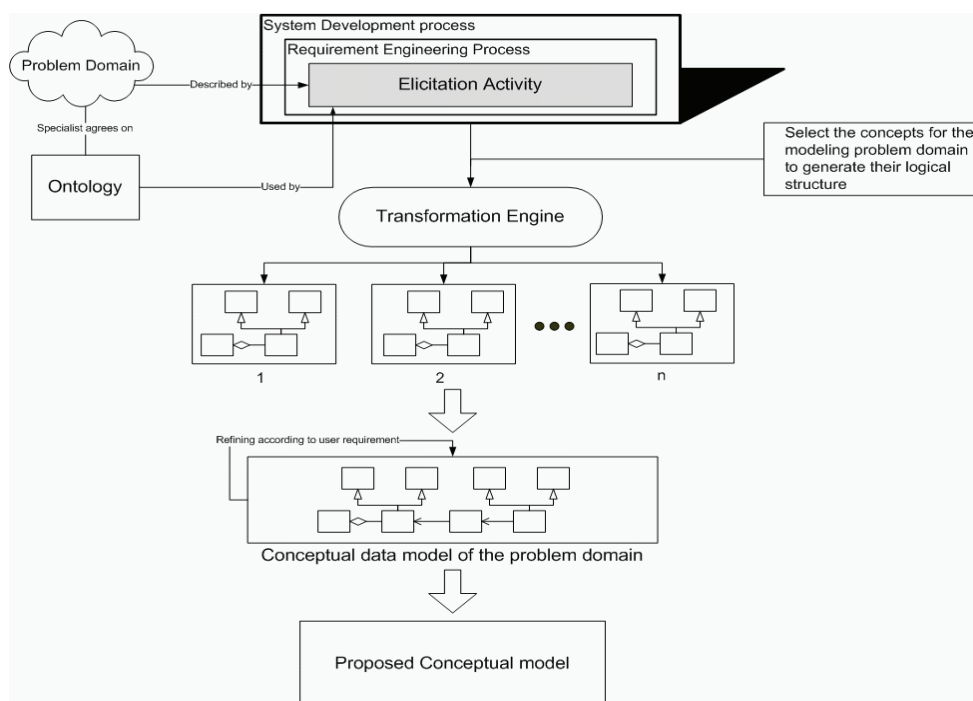 System Development process
Requirement Engineering Process
Problem Domain
Described by
Elicitation Activity
Specialist agrees on
Ontology
Used by
Select the concepts for the
modeling problem domain
to generate their logical
structure
Transformation Engine
1
2
n
Refining according to user requirement
Conceptual data model of the problem domain
Proposed Conceptual model